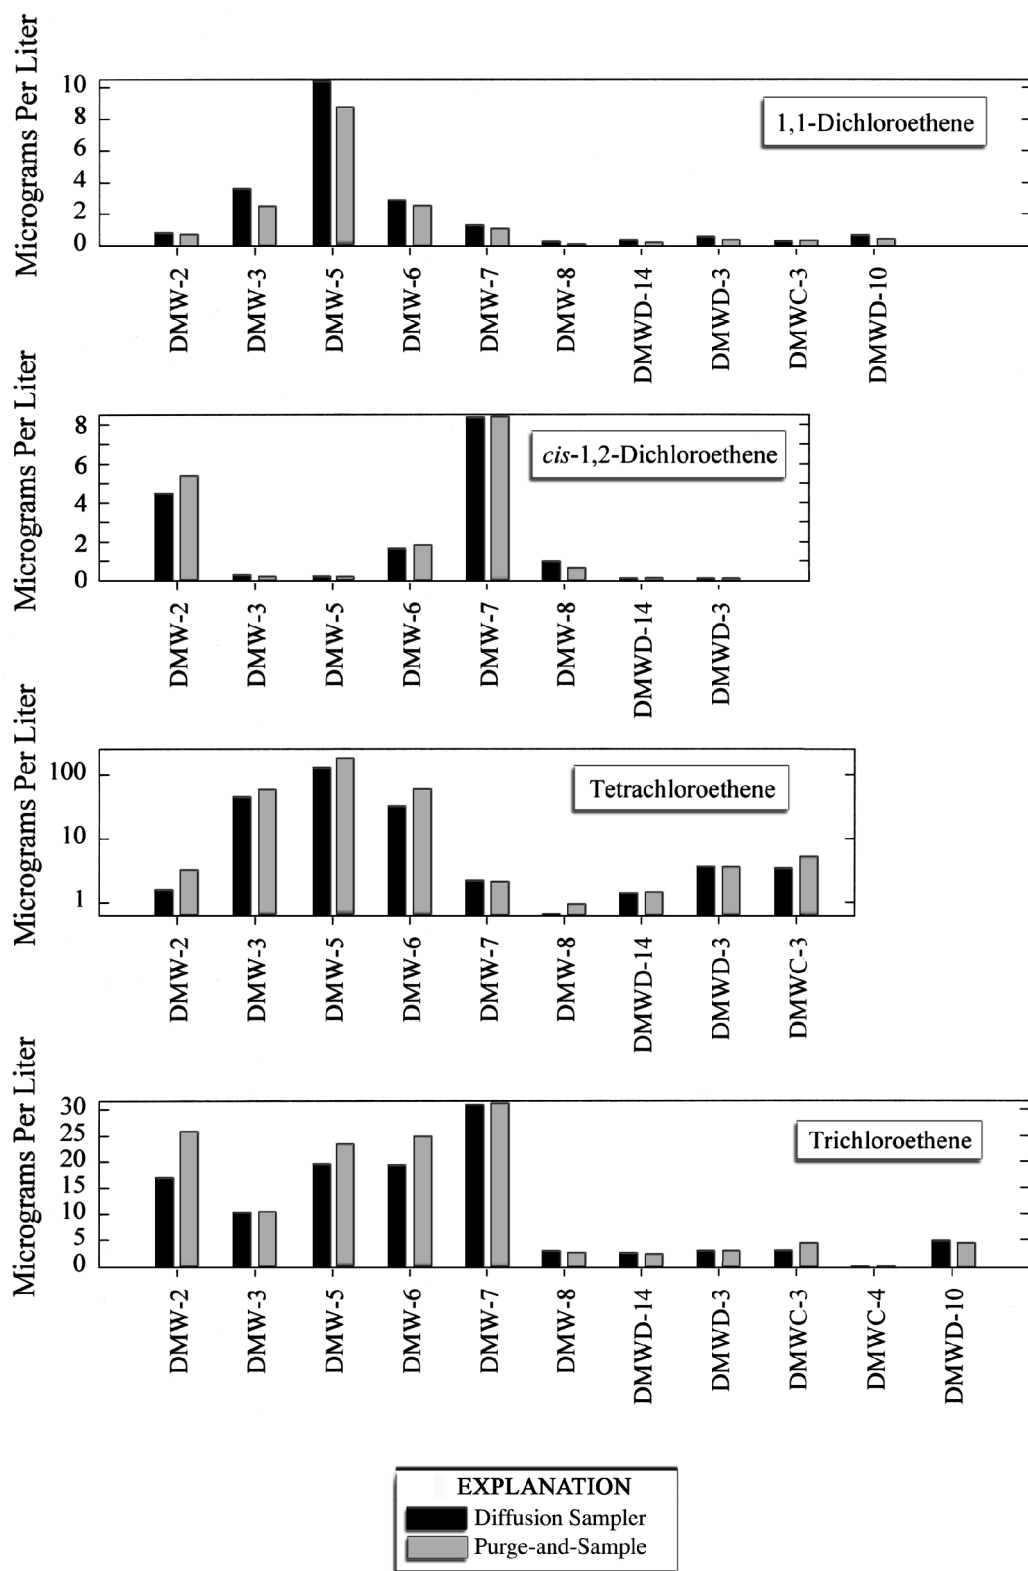 Micrograms Per Liter
10
8
6
4
2
0
1,1-Dichloroethene
DMW-2
DMW-3
DMW-5
DMW-6
DMW-7
DMW-8
DMWD-14
DMWD-3
DMWC-3
DMWD-10
Micrograms Per Liter
8
6
4
2
0
cis-1,2-Dichloroethene
DMW-2
DMW-3
DMW-5
DMW-6
DMW-7
DMW-8
DMWD-14
DMWD-3
Micrograms Per Liter
100
10
1
Tetrachloroethene
DMW-2
DMW-3
DMW-5
DMW-6
DMW-7
DMW-8
DMWD-14
DMWD-3
DMWC-3
Micrograms Per Liter
30
25
20
15
10
5
0
Trichloroethene
DMW-2
DMW-3
DMW-5
DMW-6
DMW-7
DMW-8
DMWD-14
DMWD-3
DMWC-3
DMWC-4
DMWD-10
EXPLANATION
Diffusion Sampler
Purge-and-Sample